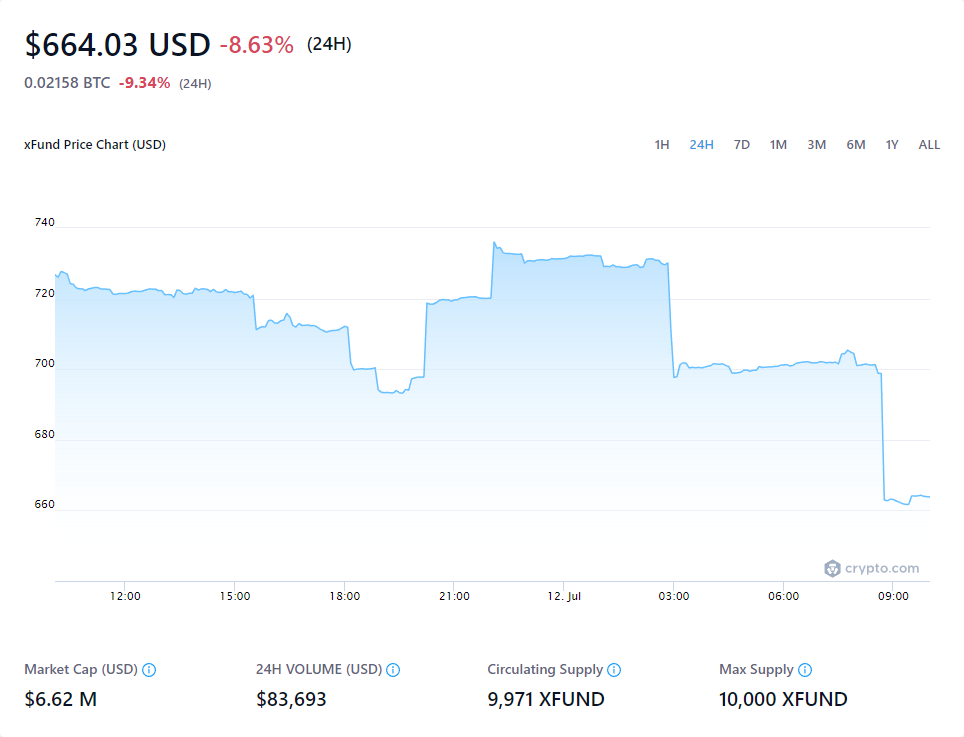 $664.03 USD -8.63% (24H)
0.02158 BTC -9.34% (24H)
xFund Price Chart (USD) 1H 24H 7D 1M 3M 6M 1Y ALL
740
720
700
680
660
crypto.com
12:00 15:00 18:00 21:00 12. Jul 03:00 06:00 09:00
Market Cap (USD) 24H VOLUME (USD) Circulating Supply Max Supply
$6.62 M $83,693 9,971 XFUND 10,000 XFUND